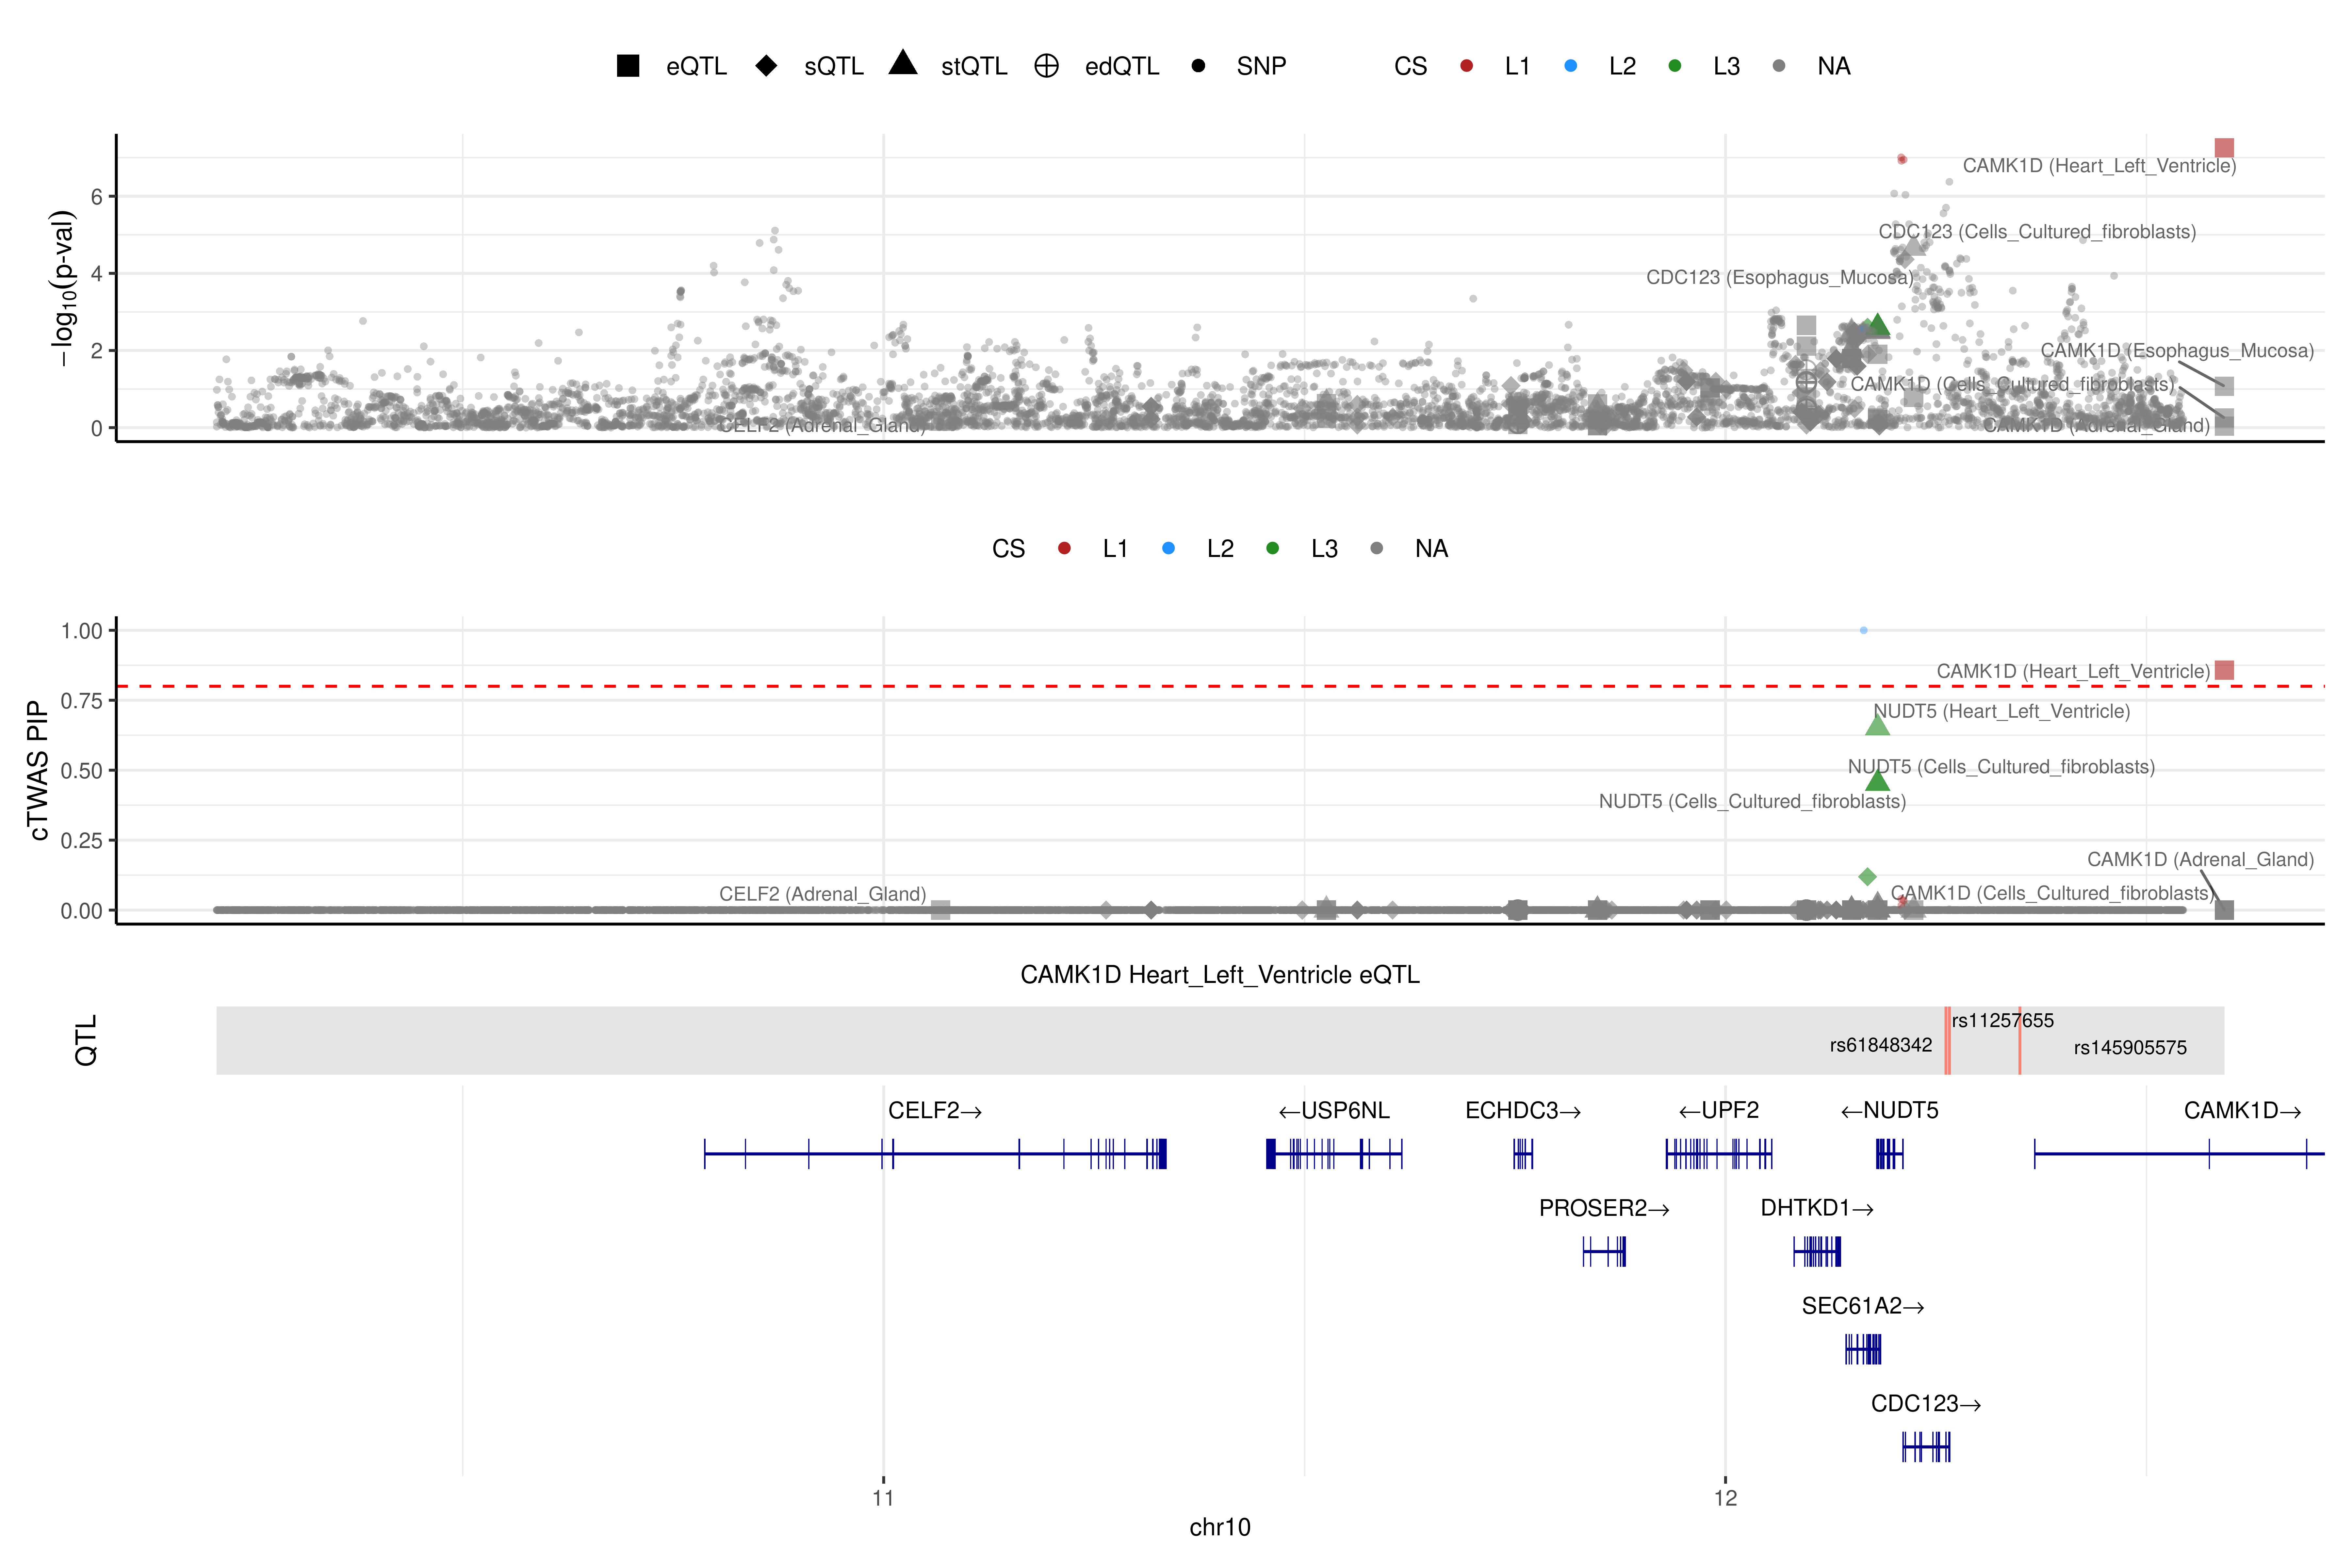 eQTL sQTL stQTL edQTL SNP CS L1 L2 L3 NA
−log10(p-val)
6
4
2
0
CAMK1D (Heart_Left_Ventricle)
CDC123 (Cells_Cultured_fibroblasts)
CDC123 (Esophagus_Mucosa)
CAMK1D (Esophagus_Mucosa)
CAMK1D (Cells_Cultured_fibroblasts)
CELF2 (Adrenal_Gland)
CAMK1D (Adrenal_Gland)
CS L1 L2 L3 NA
cTWAS PIP
1.00
0.75
0.50
0.25
0.00
CAMK1D (Heart_Left_Ventricle)
NUDT5 (Heart_Left_Ventricle)
NUDT5 (Cells_Cultured_fibroblasts)
NUDT5 (Cells_Cultured_fibroblasts)
CAMK1D (Adrenal_Gland)
CELF2 (Adrenal_Gland)
CAMK1D (Cells_Cultured_fibroblasts)
CAMK1D Heart_Left_Ventricle eQTL
QTL
rs11257655
rs61848342
rs145905575
CELF2→ ←USP6NL ECHDC3→ ←UPF2 ←NUDT5 CAMK1D→
PROSER2→ DHTKD1→
SEC61A2→
CDC123→
11 12
chr10